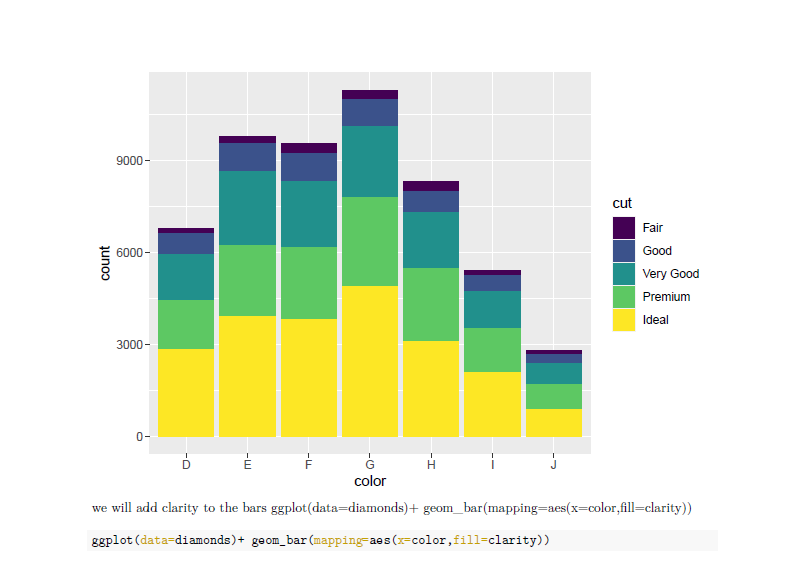 9000
6000
3000
0
count
D E F G H I J
color
cut
Fair
Good
Very Good
Premium
Ideal
we will add clarity to the bars ggplot(data=diamonds)+ geom_bar(mapping=aes(x=color,fill=clarity))
ggplot(data=diamonds)+ geom_bar(mapping=aes(x=color,fill=clarity))